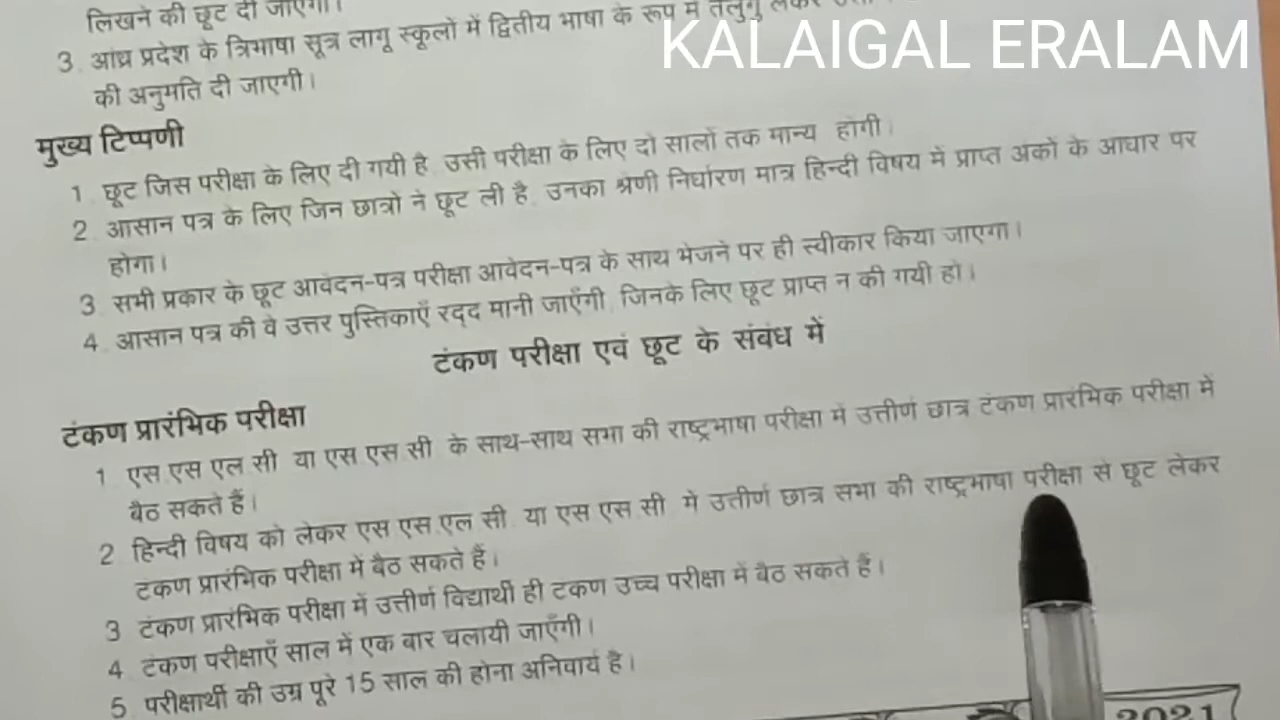 लिखने की छूट दी जाएगी।
3. आंध्र प्रदेश के त्रिभाषा सूत्र लागू स्कूलों में द्वितीय भाषा के रूप में तेलुगु लेकर
KALAIGAL ERALAM
की अनुमति दी जाएगी।
मुख्य टिप्पणी
1. छूट जिस परीक्षा के लिए दी गयी है, उसी परीक्षा के लिए दो सालों तक मान्य होगी।
2. आसान पत्र के लिए जिन छात्रों ने छूट ली है, उनका श्रेणी निर्धारण मात्र हिन्दी विषय में प्राप्त अंकों के आधार पर
होगा।
3. सभी प्रकार के छूट आवेदन-पत्र परीक्षा आवेदन-पत्र के साथ भेजने पर ही स्वीकार किया जाएगा।
4. आसान पत्र की वे उत्तर पुस्तिकाएँ रद्द मानी जाएँगी, जिनके लिए छूट प्राप्त न की गयी हो।
टंकण परीक्षा एवं छूट के संबंध में
टंकण प्रारंभिक परीक्षा
1. एस.एस.एल.सी. या एस.एस.सी. के साथ-साथ सभा की राष्ट्रभाषा परीक्षा में उत्तीर्ण छात्र टंकण प्रारंभिक परीक्षा में
बैठ सकते हैं।
2. हिन्दी विषय को लेकर एस.एस.एल.सी. या एस.एस.सी. में उत्तीर्ण छात्र सभा की राष्ट्रभाषा परीक्षा से छूट लेकर
टंकण प्रारंभिक परीक्षा में बैठ सकते हैं।
3. टंकण प्रारंभिक परीक्षा में उत्तीर्ण विद्यार्थी ही टंकण उच्च परीक्षा में बैठ सकते हैं।
4. टंकण परीक्षाएँ साल में एक बार चलायी जाएँगी।
5. परीक्षार्थी की उम्र पूरे 15 साल की होना अनिवार्य है।
2021